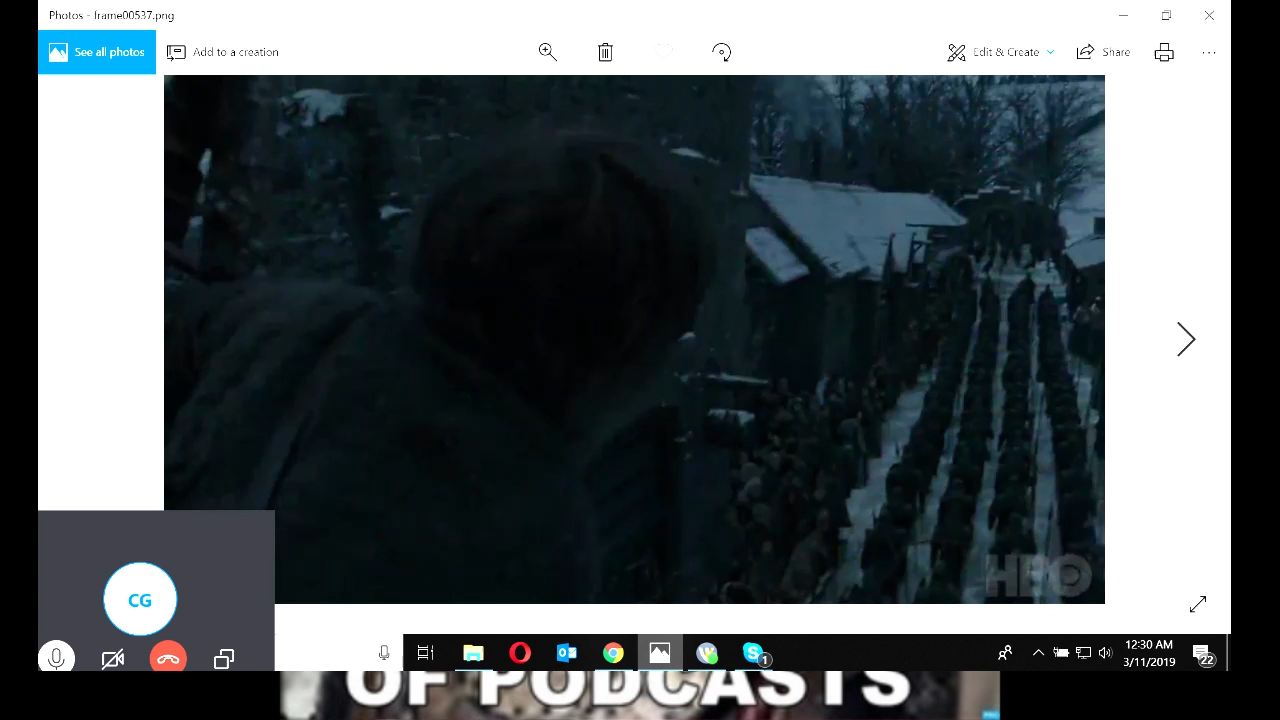 Photos - frame00537.png
See all photos
Add to a creation
Edit & Create
Share
HBO
CG
1
12:30 AM
3/11/2019
22
OF PODCASTS